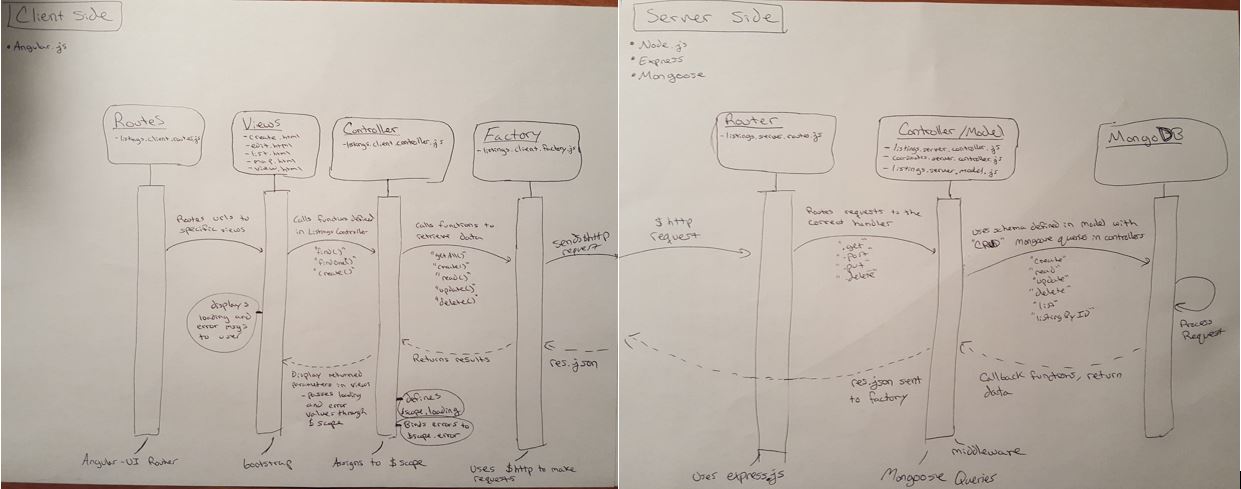 Client Side
• Angular.js
Routes
- listings.client.routes.js
Views
- create.html
- edit.html
- list.html
- map.html
- view.html
Controller
- listings.client.controller.js
Factory
- listings.client.factory.js
Routes urls to
specific views
Calls functions defined
in Listings Controller
"find()"
"findOne()"
"create()"
Calls functions to
retrieve data
"getAll()"
"create()"
"read()"
"update()"
"delete()"
sends $http
request
displays
loading and
error msgs
to user
Display returned
parameters in views
- passes loading
and error
values through
$scope
Returns results
res.json
defines
$scope.loading
Binds errors to
$scope.error
Angular-UI Router
bootstrap
Assigns to $scope
Uses $http to make
requests
Server Side
• Node.js
• Express
• Mongoose
Router
- listings.server.routes.js
Controller/Model
- listings.server.controller.js
- coordinates.server.controller.js
- listings.server.model.js
MongoDB
$http
request
Routes requests to the
correct handler
".get"
".post"
".put"
".delete"
Uses schema defined in model with
"CRUD" Mongoose queries in controllers
"create"
"read"
"update"
"delete"
"list"
"listingByID"
Process
Request
res.json sent
to factory
Callback functions, return
data
Uses express.js
middleware
Mongoose Queries